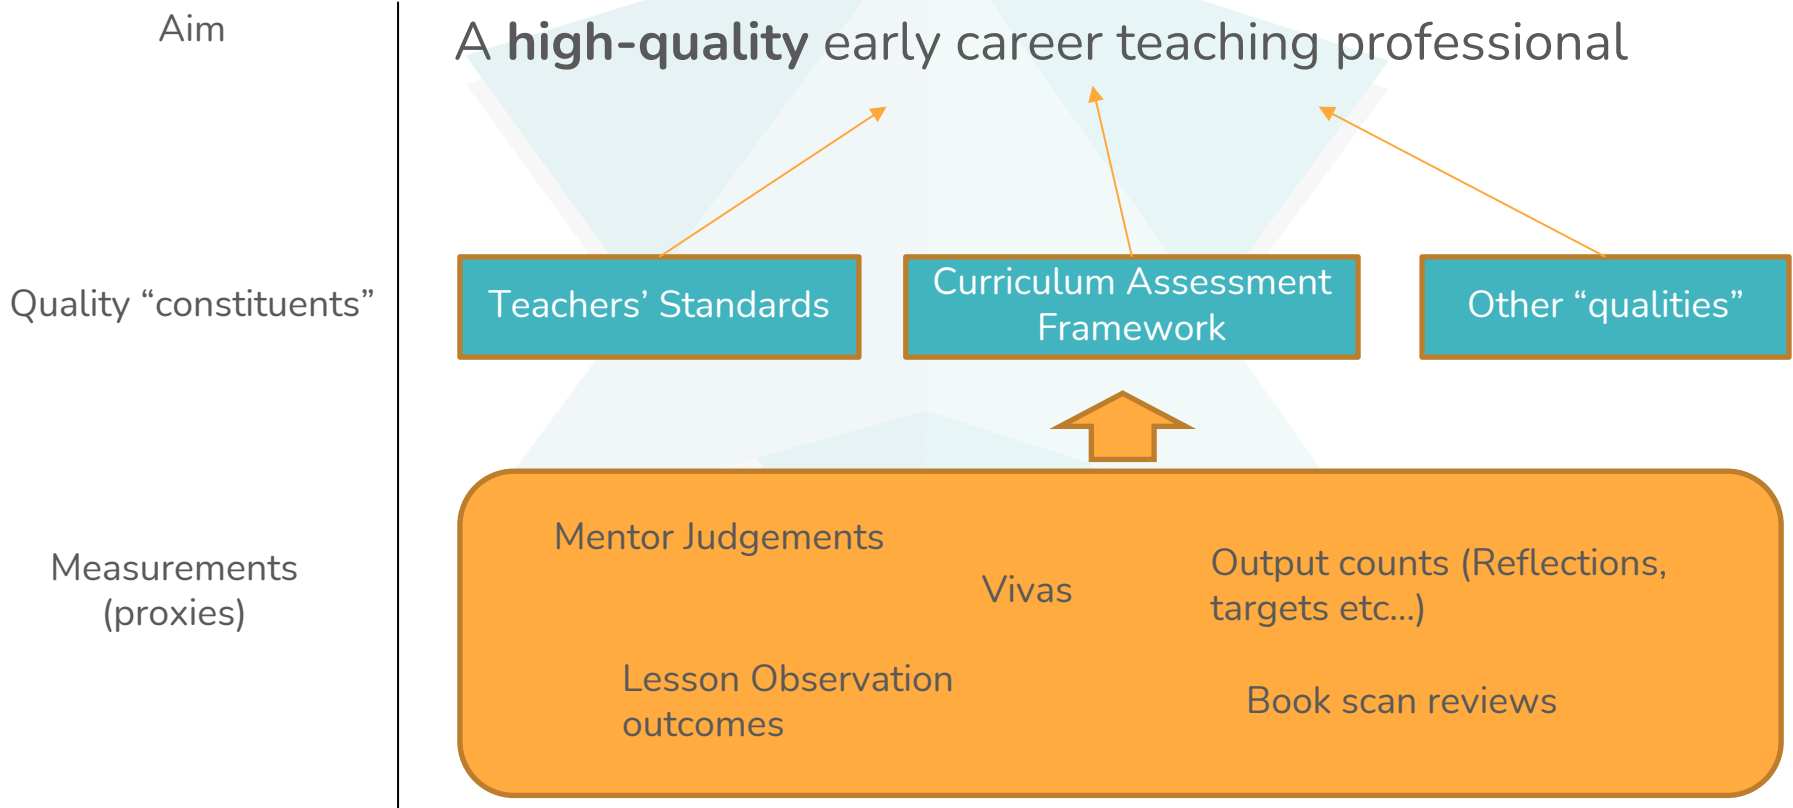 Aim
A high-quality early career teaching professional
Quality “constituents”
Teachers’ Standards
Curriculum Assessment
Framework
Other “qualities”
Measurements
(proxies)
Mentor Judgements
Vivas
Output counts (Reflections,
targets etc...)
Lesson Observation
outcomes
Book scan reviews